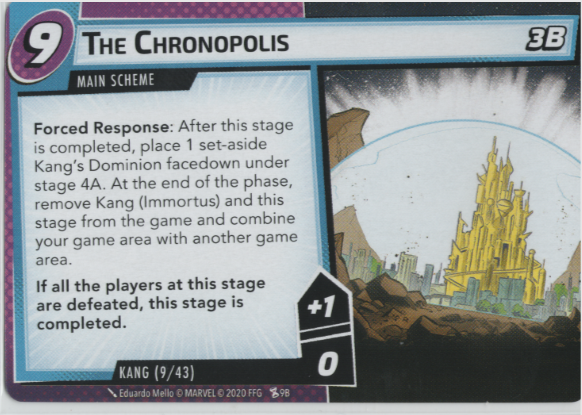 9
THE CHRONOPOLIS
3B
MAIN SCHEME
Forced Response: After this stage
is completed, place 1 set-aside
Kang's Dominion facedown under
stage 4A. At the end of the phase,
remove Kang (Immortus) and this
stage from the game and combine
your game area with another game
area.
If all the players at this stage
are defeated, this stage is
completed.
+1
0
KANG (9/43)
Eduardo Mello © MARVEL © 2020 FFG 9B